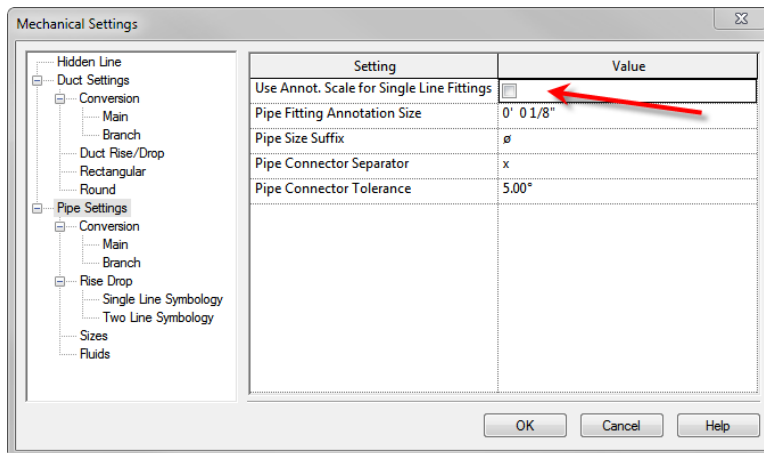 Mechanical Settings
Hidden Line
Duct Settings
Conversion
Main
Branch
Duct Rise/Drop
Rectangular
Round
Pipe Settings
Conversion
Main
Branch
Rise Drop
Single Line Symbology
Two Line Symbology
Sizes
Fluids
Setting Value
Use Annot. Scale for Single Line Fittings
Pipe Fitting Annotation Size 0' 0 1/8"
Pipe Size Suffix ø
Pipe Connector Separator x
Pipe Connector Tolerance 5.00°
OK Cancel Help